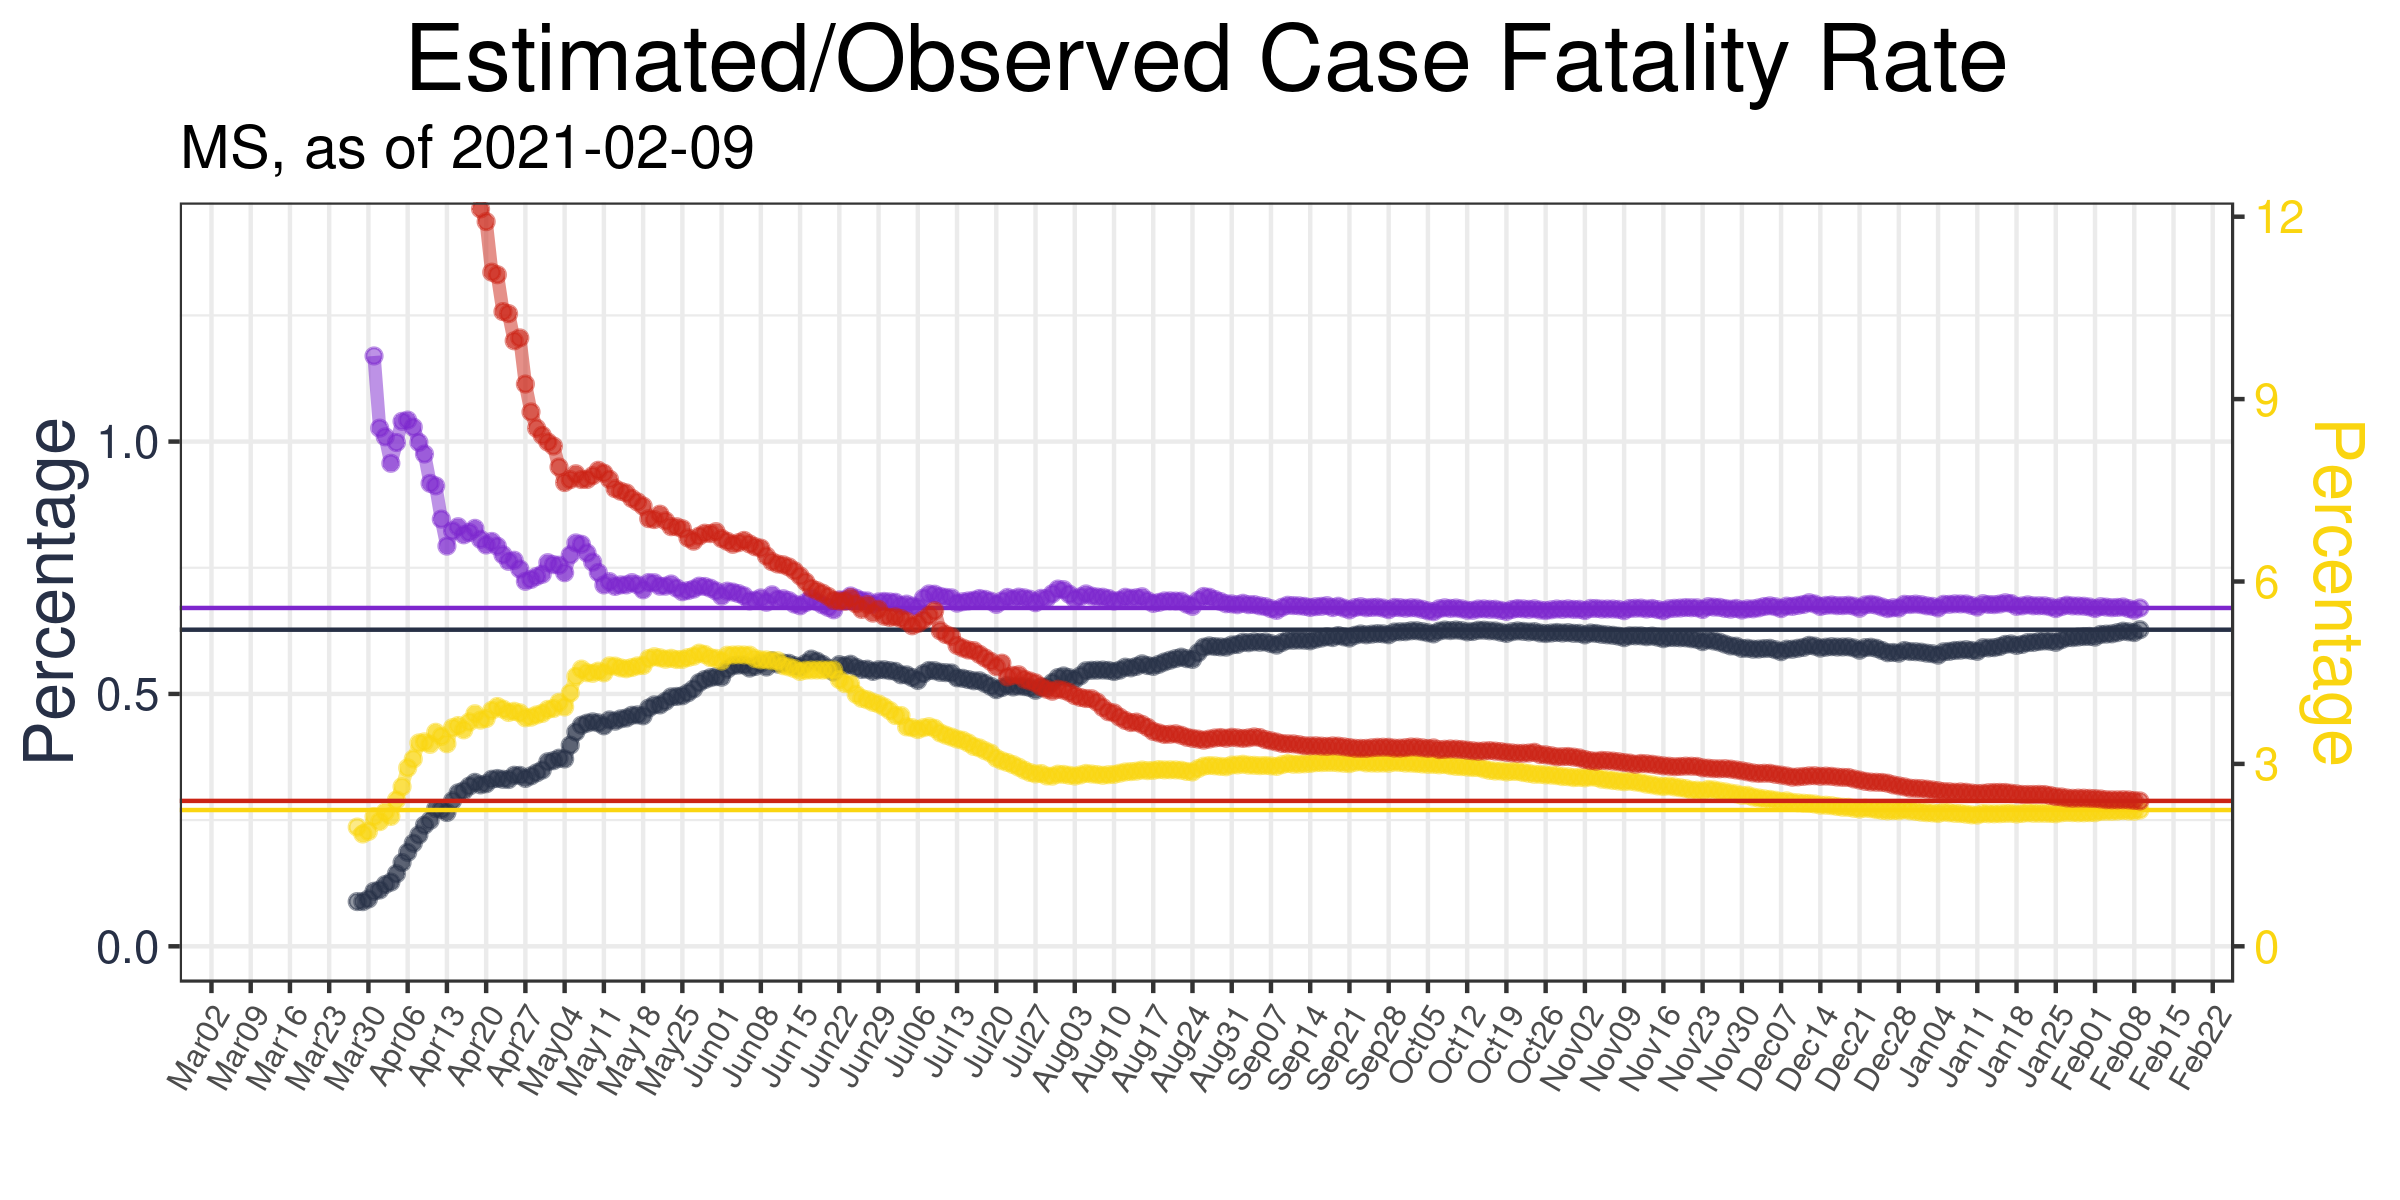 Estimated/Observed Case Fatality Rate
MS, as of 2021-02-09
Percentage
1.0
0.5
0.0
12
9
6
3
0
Percentage
Mar02 Mar09 Mar16 Mar23 Mar30 Apr06 Apr13 Apr20 Apr27 May04 May11 May18 May25 Jun01 Jun08 Jun15 Jun22 Jun29 Jul06 Jul13 Jul20 Jul27 Aug03 Aug10 Aug17 Aug24 Aug31 Sep07 Sep14 Sep21 Sep28 Oct05 Oct12 Oct19 Oct26 Nov02 Nov09 Nov16 Nov23 Nov30 Dec07 Dec14 Dec21 Dec28 Jan04 Jan11 Jan18 Jan25 Feb01 Feb08 Feb15 Feb22